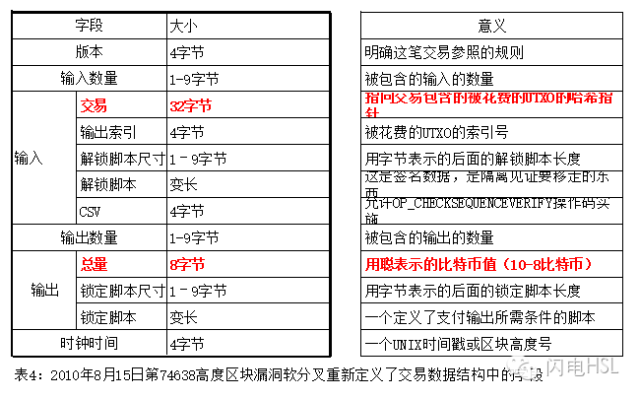 字段 大小 意义
版本 4字节 明确这笔交易参照的规则
输入数量 1-9字节 被包含的输入的数量
输入
交易 32字节 指向交易包含的被花费的UTXO的哈希指针
输出索引 4字节 被花费的UTXO的索引号
解锁脚本尺寸 1-9字节 用字节表示的后面的解锁脚本长度
解锁脚本 变长 这是签名数据，是隔离见证要移走的东西
CSV 4字节 允许OP_CHECKSEQUENCEVERIFY操作码实施
输出数量 1-9字节 被包含的输出的数量
输出
总量 8字节 用聪表示的比特币值（10-8比特币）
锁定脚本尺寸 1-9字节 用字节表示的后面的锁定脚本长度
锁定脚本 变长 一个定义了支付输出所需条件的脚本
时钟时间 4字节 一个UNIX时间戳或区块高度号
闪电HSL
表4：2010年8月15日第74638高度区块漏洞软分叉重新定义了交易数据结构中的字段